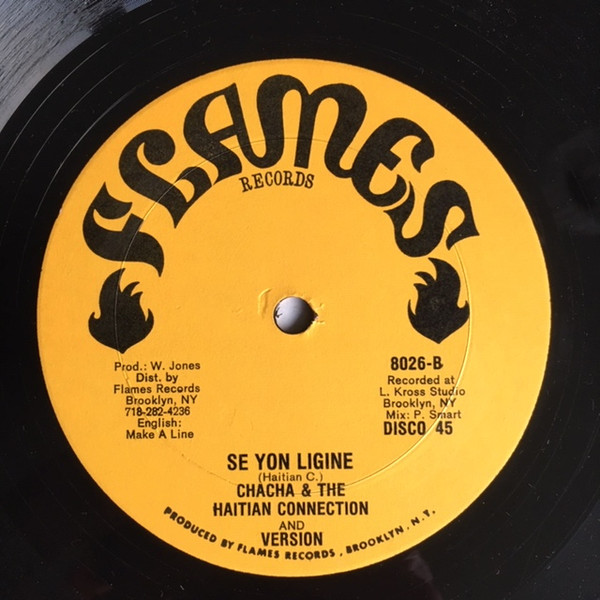 FLAMES
RECORDS
Prod.: W. Jones
Dist. by
Flames Records
Brooklyn, NY
718-282-4236
English:
Make A Line
8026-B
Recorded at
L. Kross Studio
Brooklyn, NY
Mix: P. Smart
DISCO 45
SE YON LIGINE
(Haitian C.)
CHACHA & THE
HAITIAN CONNECTION
AND
VERSION
PRODUCED BY FLAMES RECORDS, BROOKLYN, N.Y.